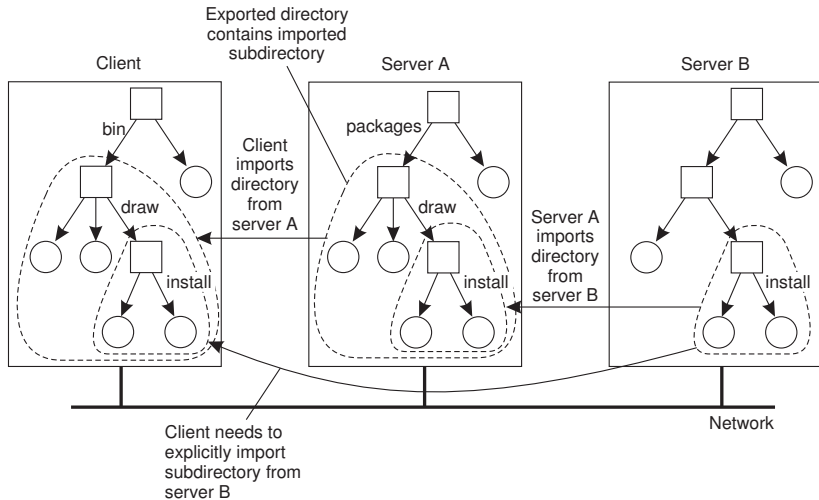 Exported directory
contains imported
subdirectory
Client
Server A
Server B
bin
packages
Client
imports
directory
from
server A
draw
draw
Server A
imports
directory
from
server B
install
install
install
Network
Client needs to
explicitly import
subdirectory from
server B